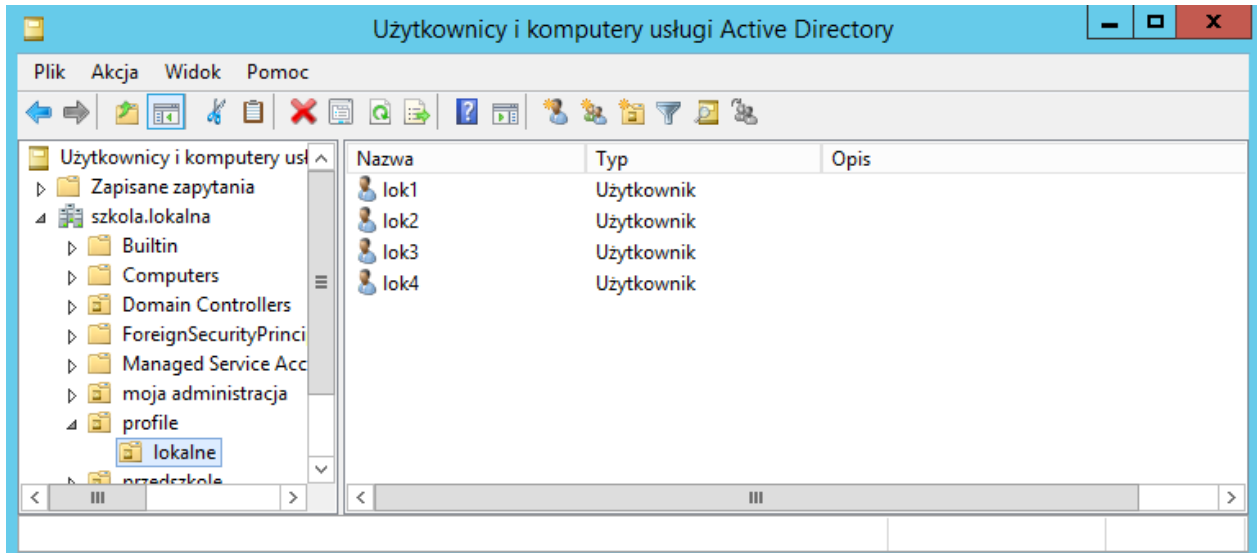 Użytkownicy i komputery usługi Active Directory
Plik Akcja Widok Pomoc
Użytkownicy i komputery usł
Zapisane zapytania
szkola.lokalna
Builtin
Computers
Domain Controllers
ForeignSecurityPrinci
Managed Service Acc
moja administracja
profile
lokalne
przedszkole
Nazwa Typ Opis
lok1 Użytkownik
lok2 Użytkownik
lok3 Użytkownik
lok4 Użytkownik